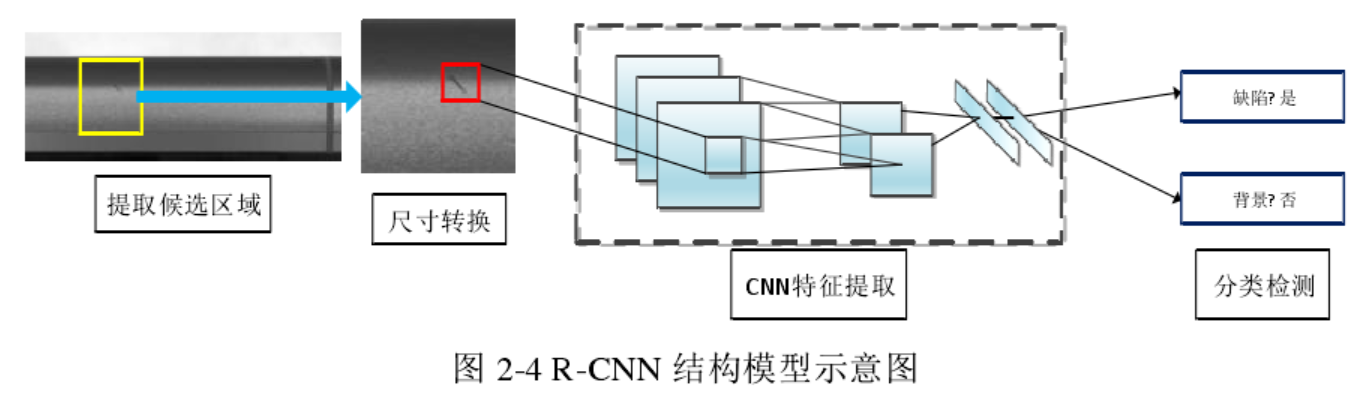 缺陷? 是
背景? 否
提取候选区域
尺寸转换
CNN特征提取
分类检测
图 2-4 R-CNN 结构模型示意图